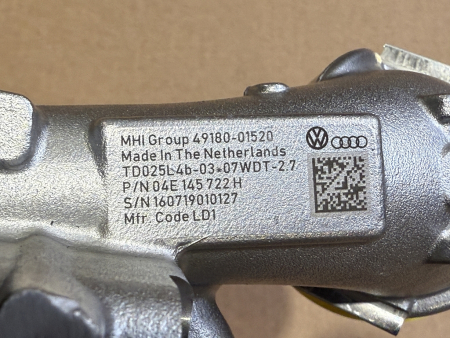 MHI Group 49180-01520
Made In The Netherlands
TD025L4b-03*07WDT-2.7
P/N 04E 145 722 H
S/N 160719010127
Mfr. Code LD1